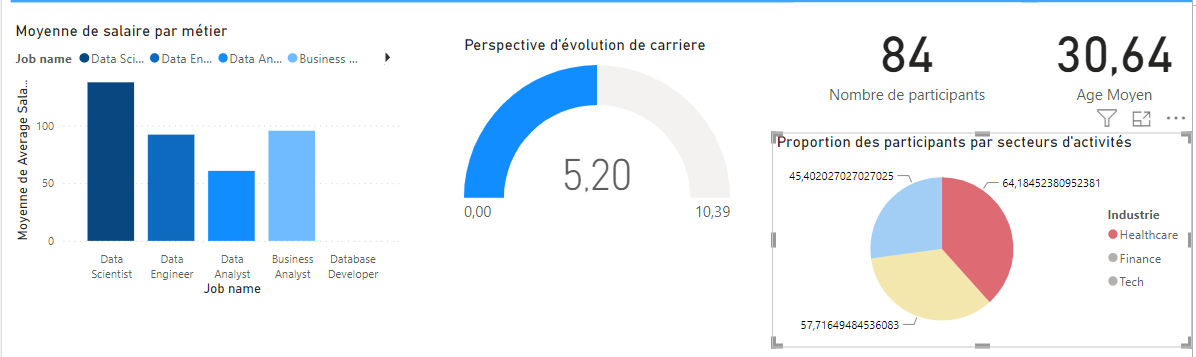 Moyenne de salaire par métier
Job name Data Sci... Data En... Data An... Business ...
Moyenne de Average Sala...
100
50
0
Data Scientist
Data Engineer
Data Analyst
Business Analyst
Database Developer
Job name
Perspective d'évolution de carriere
5,20
0,00
10,39
84
Nombre de participants
30,64
Age Moyen
Proportion des participants par secteurs d'activités
45,402027027027025
64,18452380952381
57,71649484536083
Industrie
Healthcare
Finance
Tech